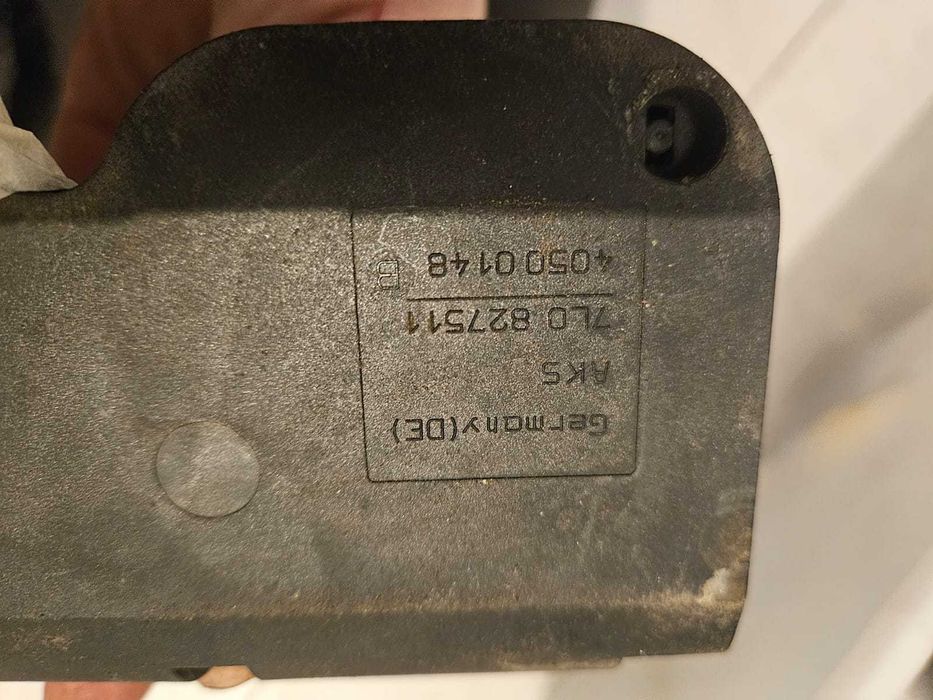 Germany(DE)
AKS
7L0 827511
4050 0148 B